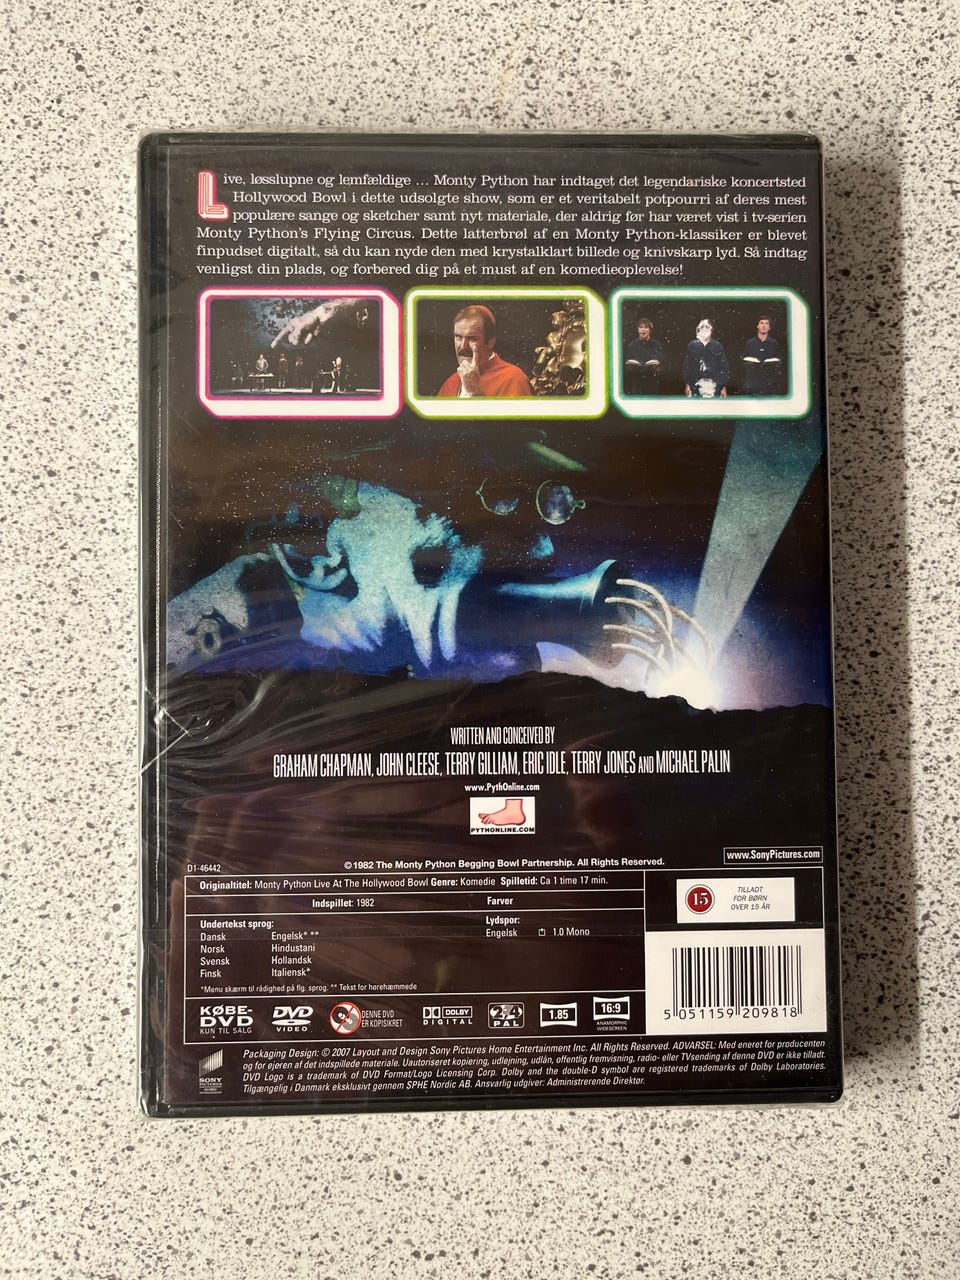 Live, løsslupne og lemfældige ... Monty Python har indtaget det legendariske koncertsted
Hollywood Bowl i dette udsolgte show, som er et veritabelt potpourri af deres mest
populære sange og sketcher samt nyt materiale, der aldrig før har været vist i tv-serien
Monty Python's Flying Circus. Dette latterbrøl af en Monty Python-klassiker er blevet
finpudset digitalt, så du kan nyde den med krystalklart billede og knivskarp lyd. Så indtag
venligst din plads, og forbered dig på et must af en komedieoplevelse!
WRITTEN AND CONCEIVED BY
GRAHAM CHAPMAN, JOHN CLEESE, TERRY GILLIAM, ERIC IDLE, TERRY JONES AND MICHAEL PALIN
www.PythOnline.com
PYTHONLINE.COM
D1-46442
©1982 The Monty Python Begging Bowl Partnership. All Rights Reserved.
www.SonyPictures.com
Originaltitel: Monty Python Live At The Hollywood Bowl Genre: Komedie Spilletid: Ca 1 time 17 min.
Indspillet: 1982 Farver
Undertekst sprog: Lydspor:
Dansk Engelsk* ** Engelsk 1.0 Mono
Norsk Hindustani
Svensk Hollandsk
Finsk Italiensk*
*Menu skærm til rådighed på flg. sprog. ** Tekst for hørehæmmede
15
TILLADT
FOR BØRN
OVER 15 ÅR
5 051159 209818
KØBE-
DVD
KUN TIL SALG
DVD
VIDEO
DENNE DVD
ER KOPISIKRET
DOLBY
DIGITAL
2 4
PAL
1.85
16:9
ANAMORPHIC
WIDESCREEN
SONY
PICTURES
Packaging Design: © 2007 Layout and Design Sony Pictures Home Entertainment Inc. All Rights Reserved. ADVARSEL: Med eneret for producenten
og for ejeren af det indspillede materiale. Uautoriseret kopiering, udlejning, udlån, offentlig fremvisning, radio- eller TVsending af denne DVD er ikke tilladt.
DVD Logo is a trademark of DVD Format/Logo Licensing Corp. Dolby and the double-D symbol are registered trademarks of Dolby Laboratories.
Tilgængelig i Danmark eksklusivt gennem SPHE Nordic AB. Ansvarlig udgiver: Administrerende Direktør.